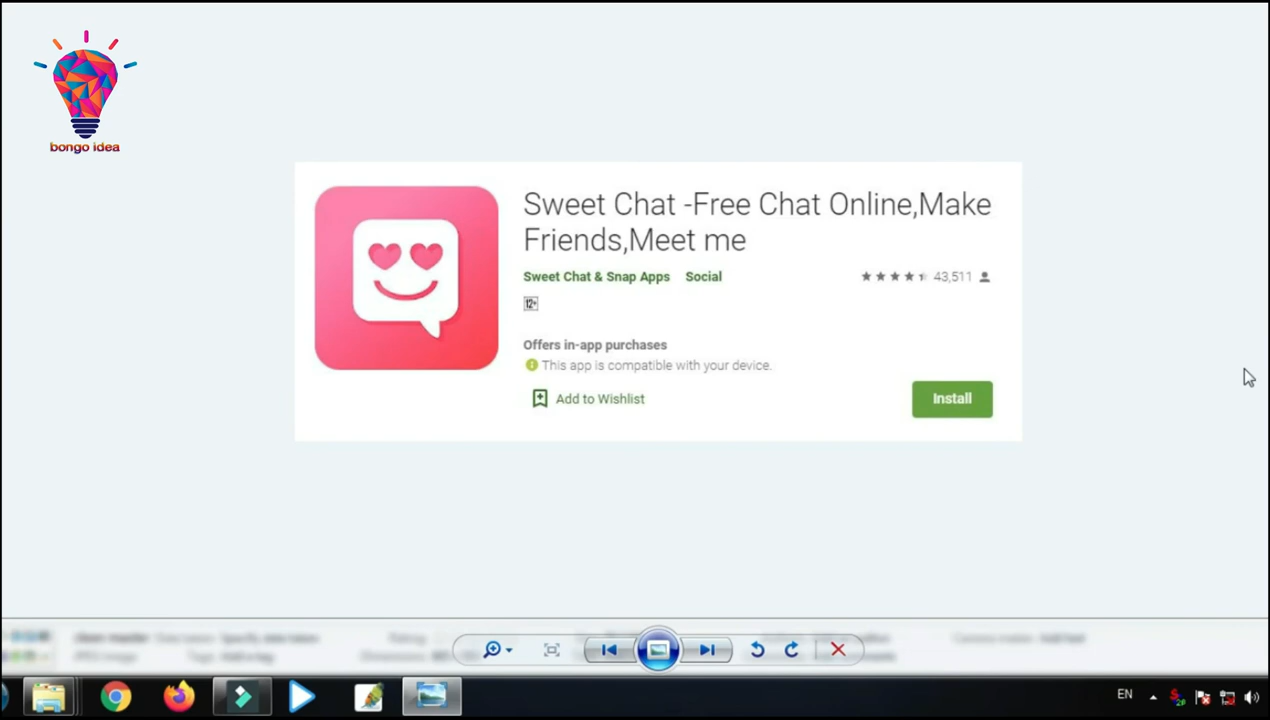 bongo idea
Sweet Chat -Free Chat Online,Make
Friends,Meet me
Sweet Chat & Snap Apps Social
43,511
12+
Offers in-app purchases
This app is compatible with your device.
Add to Wishlist
Install
EN